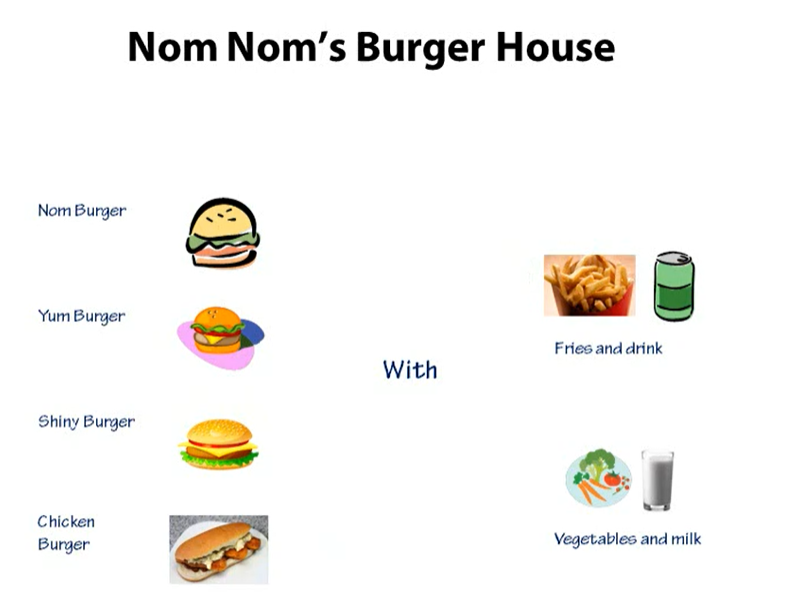 Nom Nom's Burger House
Nom Burger
Yum Burger
Shiny Burger
Chicken
Burger
With
Fries and drink
Vegetables and milk